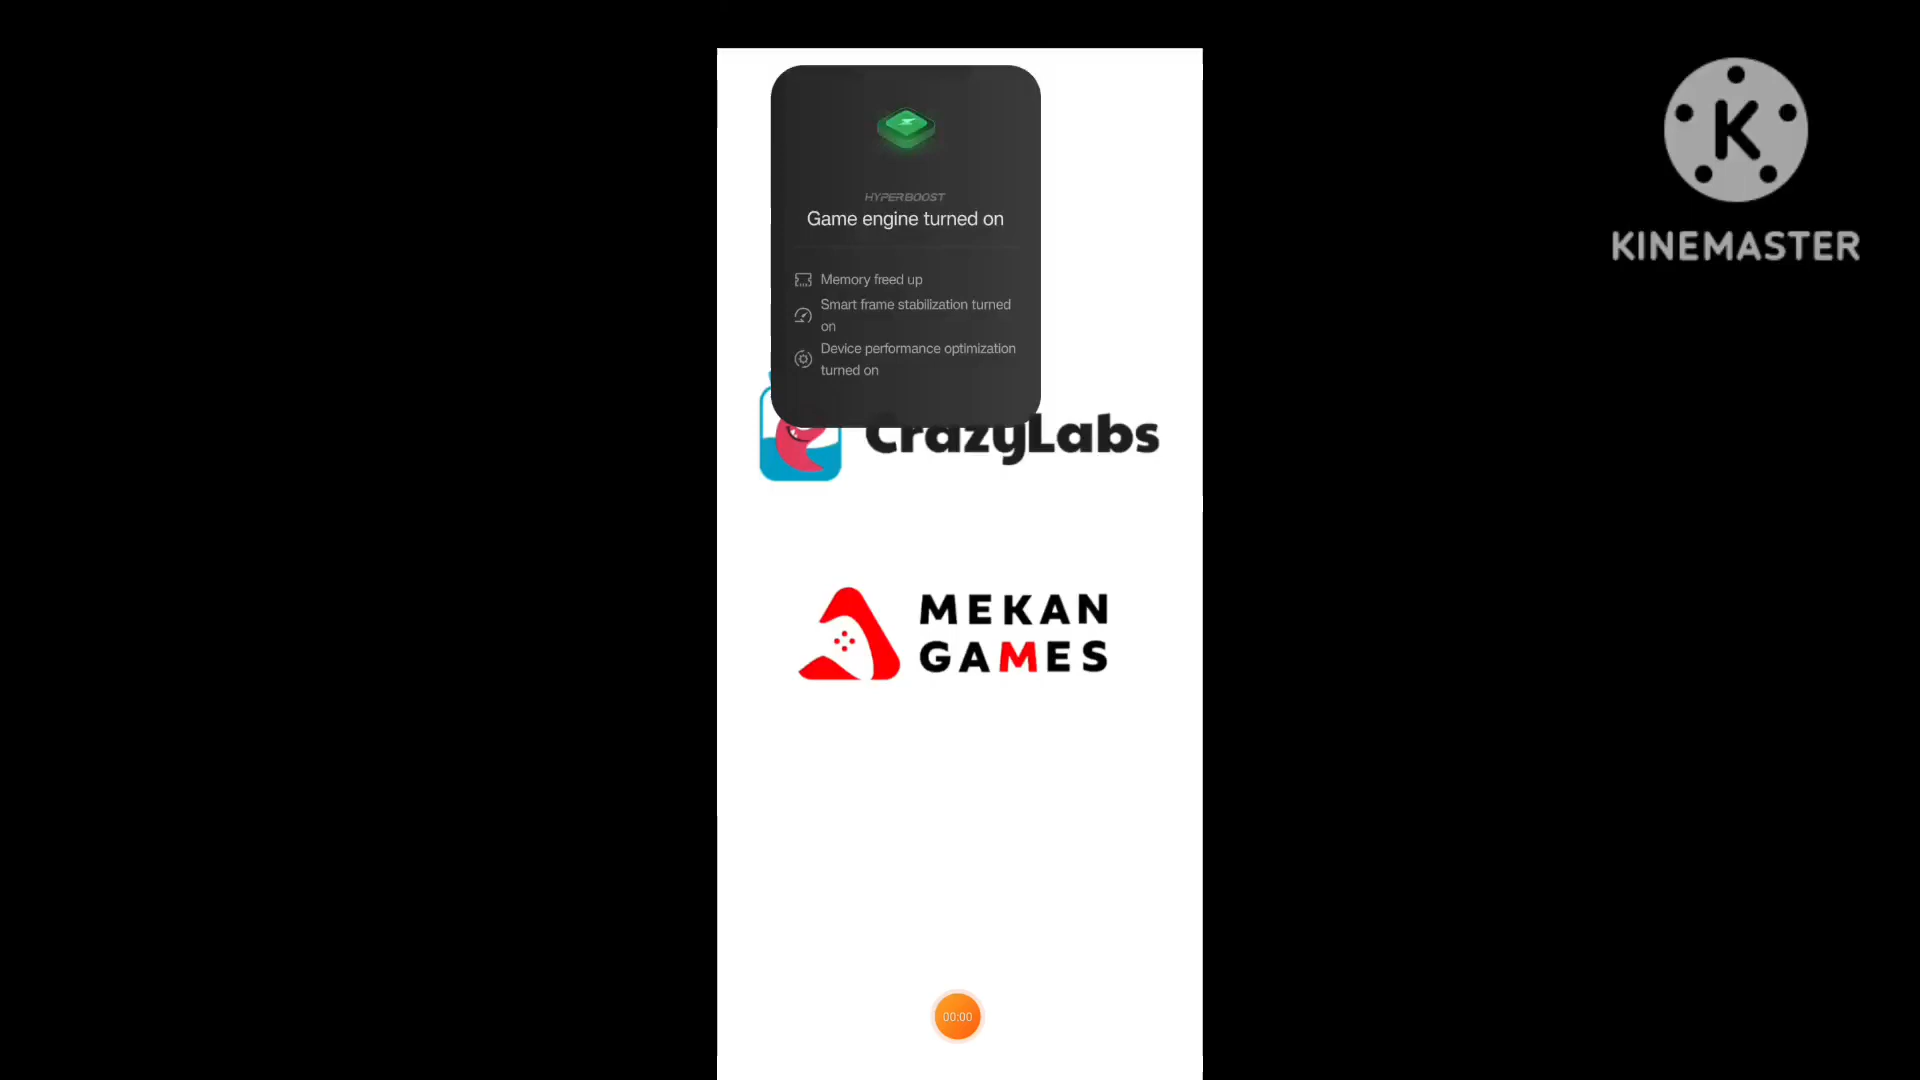 HYPERBOOST
Game engine turned on
Memory freed up
Smart frame stabilization turned
on
Device performance optimization
turned on
CrazyLabs
MEKAN
GAMES
00:00
K
KINEMASTER